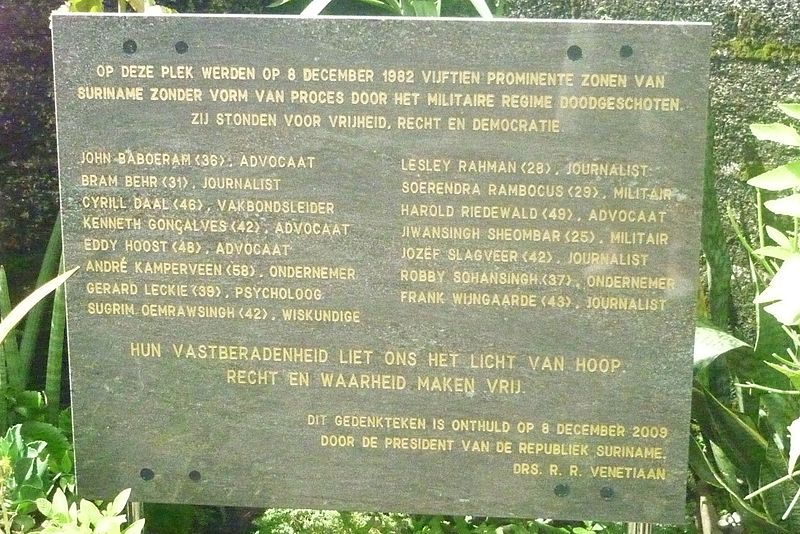 OP DEZE PLEK WERDEN OP 8 DECEMBER 1982 VIJFTIEN PROMINENTE ZONEN VAN
SURINAME ZONDER VORM VAN PROCES DOOR HET MILITAIRE REGIME DOODGESCHOTEN.
ZIJ STONDEN VOOR VRIJHEID, RECHT EN DEMOCRATIE.
JOHN BABOERAM (36), ADVOCAAT
BRAM BEHR (31), JOURNALIST
CYRILL DAAL (46), VAKBONDSLEIDER
KENNETH GONÇALVES (42), ADVOCAAT
EDDY HOOST (48), ADVOCAAT
ANDRÉ KAMPERVEEN (58), ONDERNEMER
GERARD LECKIE (39), PSYCHOLOOG
SUGRIM OEMRAWSINGH (42), WISKUNDIGE
LESLEY RAHMAN (28), JOURNALIST
SOERENDRA RAMBOCUS (29), MILITAIR
HAROLD RIEDEWALD (49), ADVOCAAT
JIWANSINGH SHEOMBAR (25), MILITAIR
JOZEF SLAGVEER (42), JOURNALIST
ROBBY SOHANSINGH (37), ONDERNEMER
FRANK WIJNGAARDE (43), JOURNALIST
HUN VASTBERADENHEID LIET ONS HET LICHT VAN HOOP.
RECHT EN WAARHEID MAKEN VRIJ.
DIT GEDENKTEKEN IS ONTHULD OP 8 DECEMBER 2009
DOOR DE PRESIDENT VAN DE REPUBLIEK SURINAME,
DRS. R. R. VENETIAAN